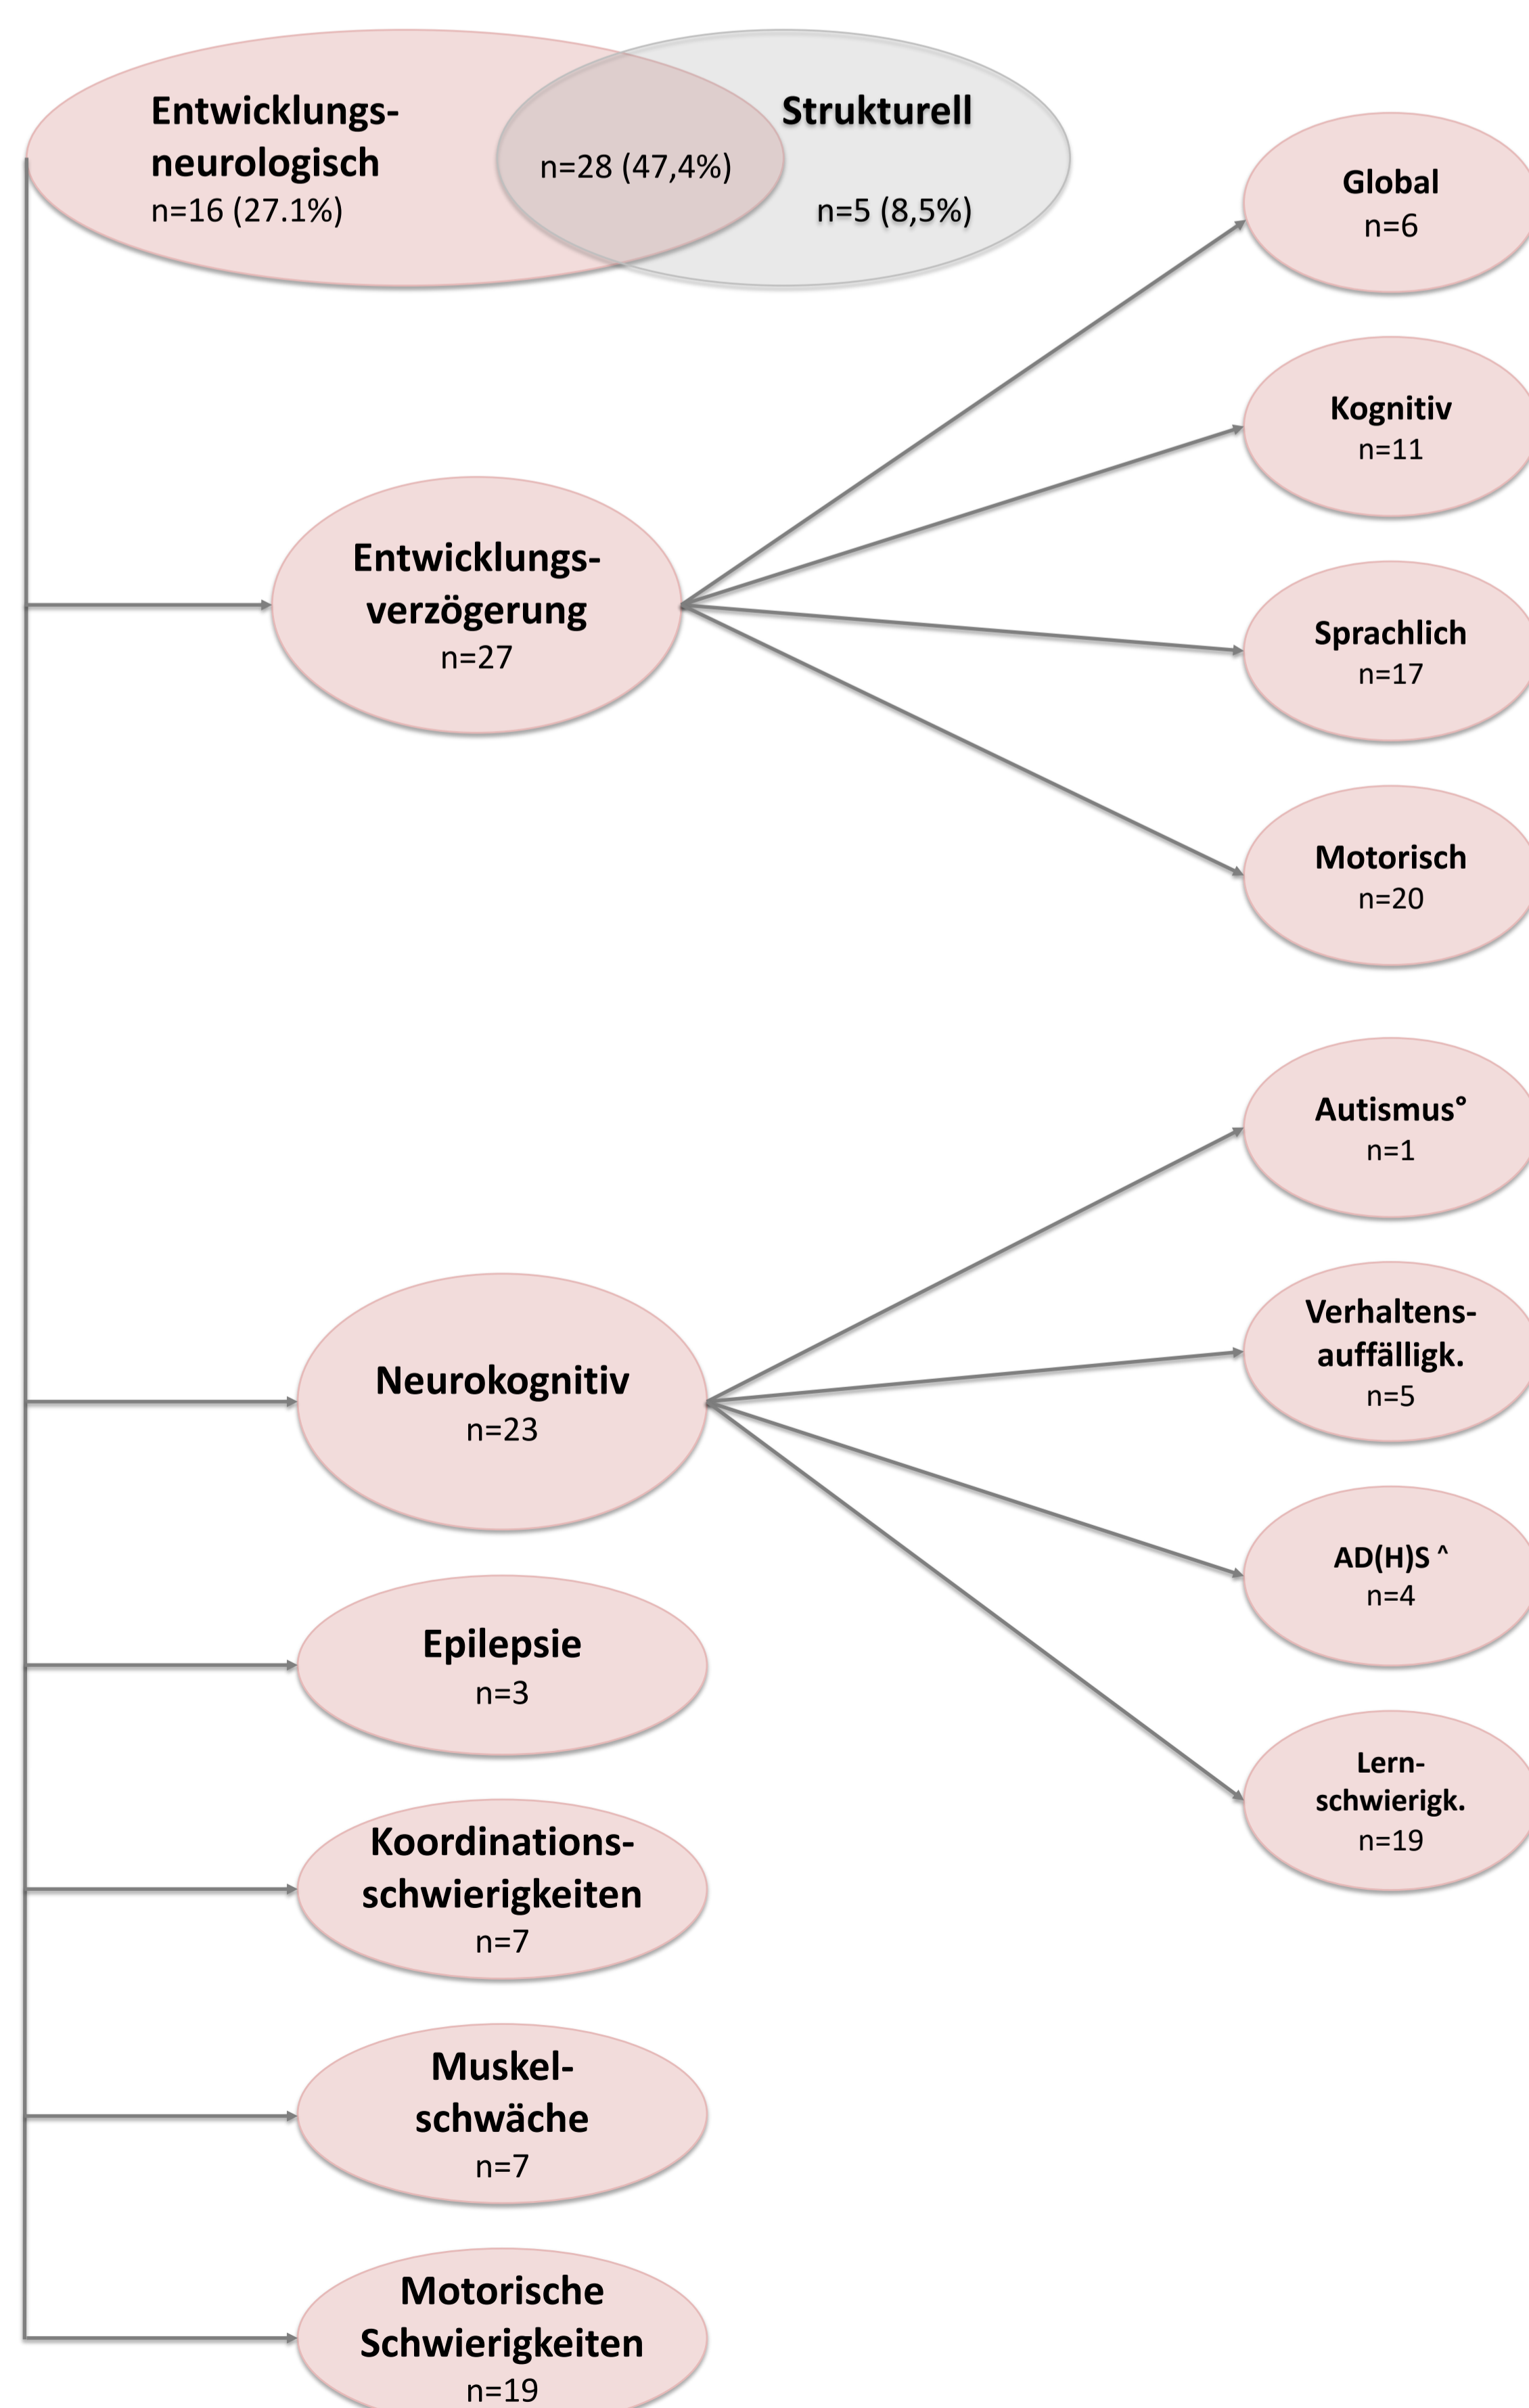 Entwicklungs-
neurologisch
n=16 (27.1%)
n=28 (47,4%)
Strukturell
n=5 (8,5%)
Global
n=6
Kognitiv
n=11
Entwicklungs-
verzögerung
n=27
Sprachlich
n=17
Motorisch
n=20
Autismus°
n=1
Verhaltens-
auffälligk.
n=5
Neurokognitiv
n=23
AD(H)S ^
n=4
Epilepsie
n=3
Lern-
schwierigk.
n=19
Koordinations-
schwierigkeiten
n=7
Muskel-
schwäche
n=7
Motorische
Schwierigkeiten
n=19